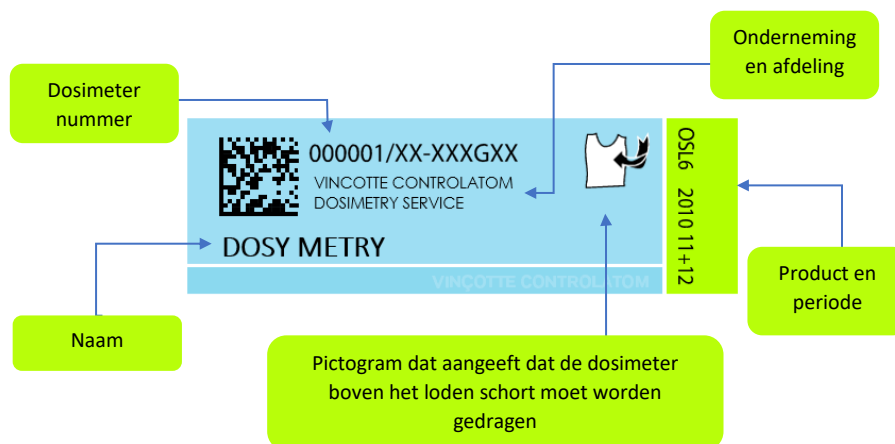 Onderneming
en afdeling
Dosimeter
nummer
000001/XX-XXXGXX
VINCOTTE CONTROLATOM
DOSIMETRY SERVICE
DOSY METRY
VINÇOTTE CONTROLATOM
OSL6 2010 11+12
Product en
periode
Naam
Pictogram dat aangeeft dat de dosimeter
boven het loden schort moet worden
gedragen